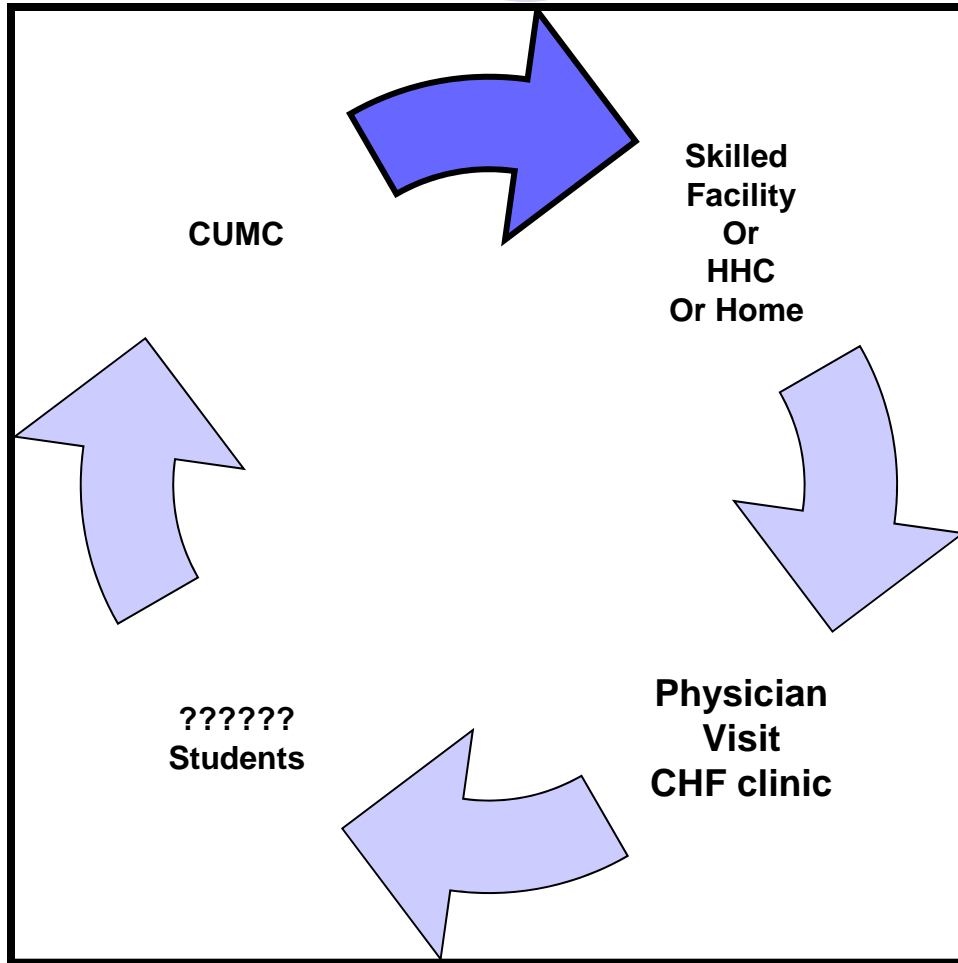 CUMC
Skilled
Facility
Or
HHC
Or Home
Physician
Visit
CHF clinic
??????
Students